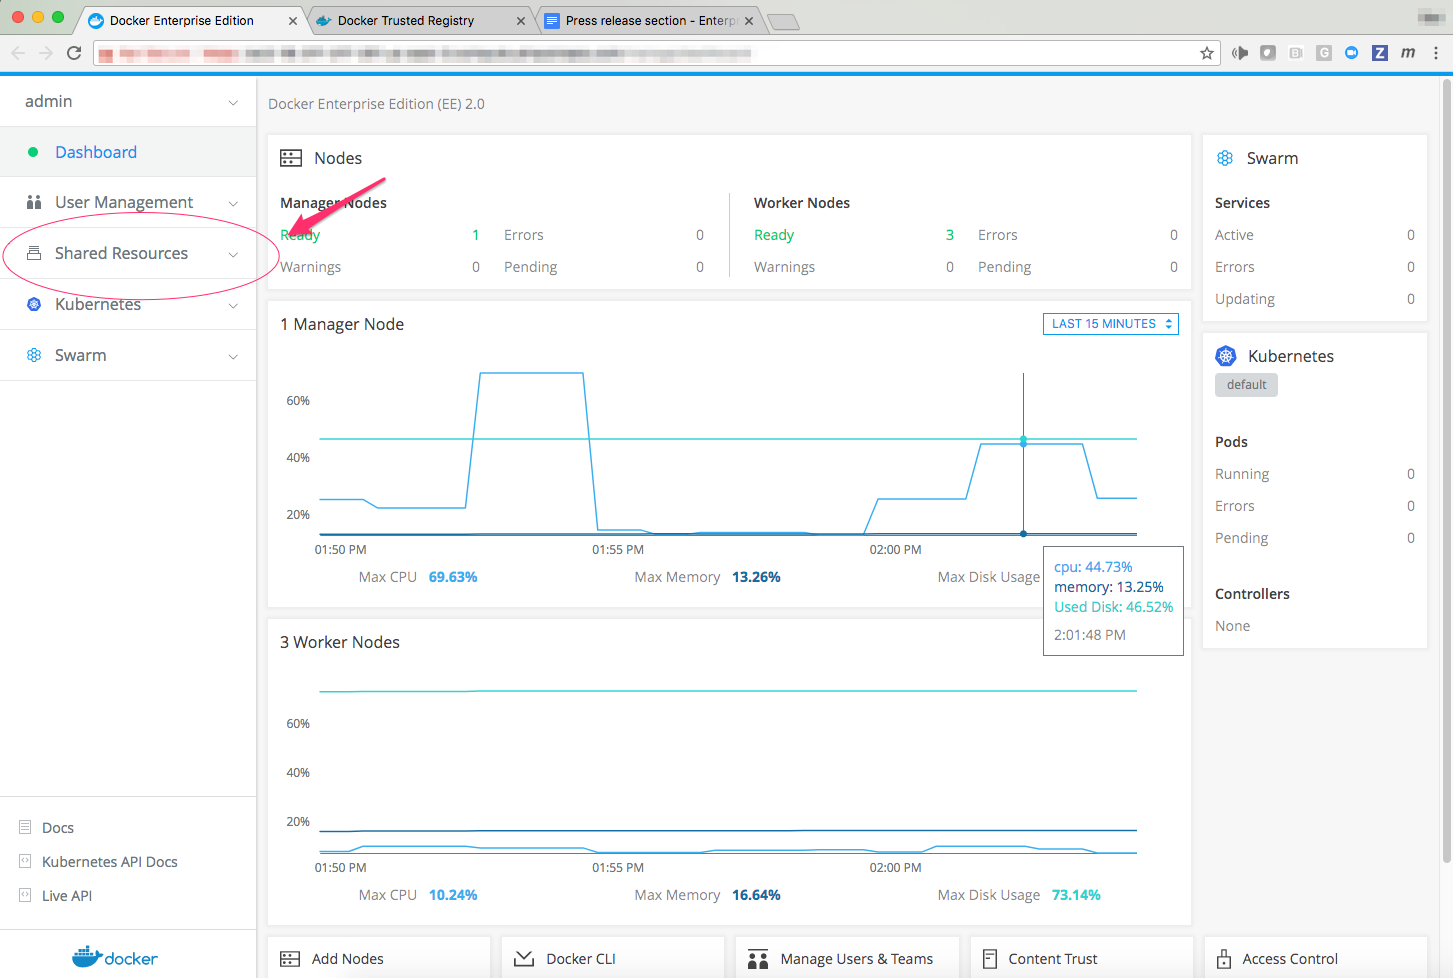 Docker Enterprise Edition
Docker Trusted Registry
Press release section - Enterp
admin
Dashboard
User Management
Shared Resources
Kubernetes
Swarm
Docs
Kubernetes API Docs
Live API
docker
Docker Enterprise Edition (EE) 2.0
Nodes
Manager Nodes
Ready 1 Errors 0
Warnings 0 Pending 0
Worker Nodes
Ready 3 Errors 0
Warnings 0 Pending 0
1 Manager Node
LAST 15 MINUTES
60%
40%
20%
01:50 PM 01:55 PM 02:00 PM
Max CPU 69.63% Max Memory 13.26% Max Disk Usage
cpu: 44.73%
memory: 13.25%
Used Disk: 46.52%
2:01:48 PM
3 Worker Nodes
60%
40%
20%
01:50 PM 01:55 PM 02:00 PM
Max CPU 10.24% Max Memory 16.64% Max Disk Usage 73.14%
Swarm
Services
Active 0
Errors 0
Updating 0
Kubernetes
default
Pods
Running 0
Errors 0
Pending 0
Controllers
None
Add Nodes
Docker CLI
Manage Users & Teams
Content Trust
Access Control